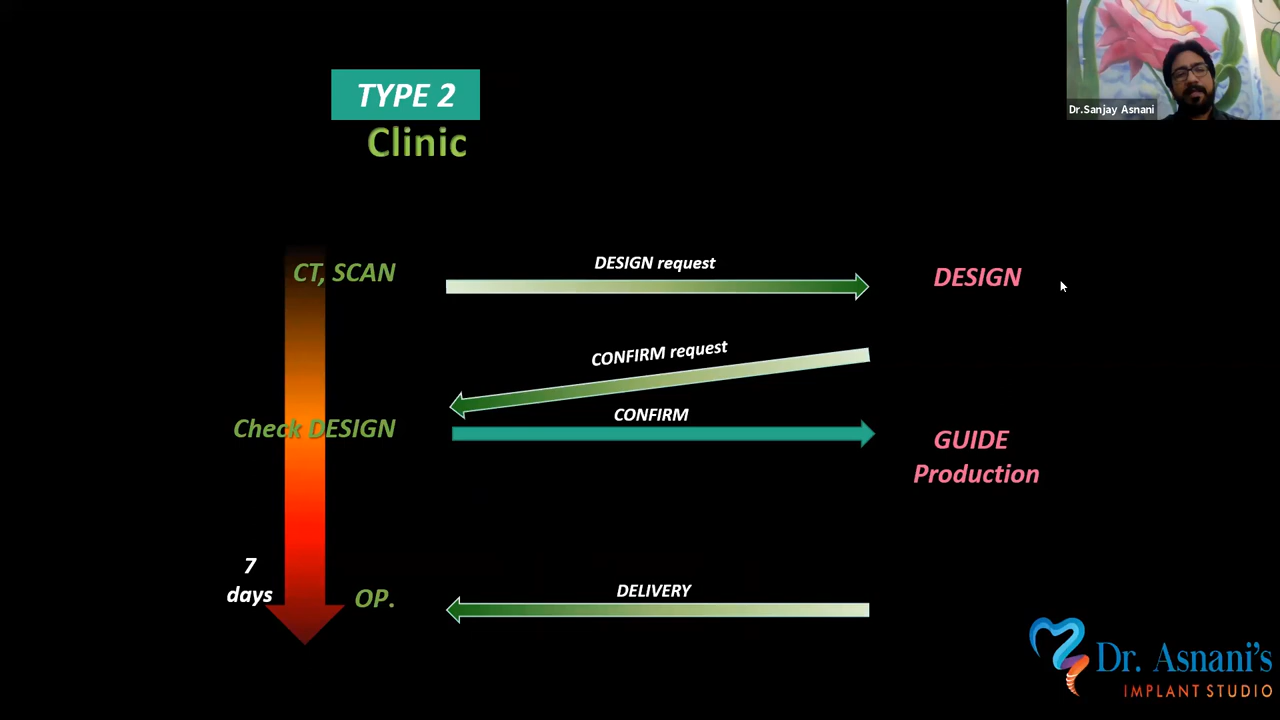 Dr.Sanjay Asnani
TYPE 2
Clinic
CT, SCAN
DESIGN request
DESIGN
CONFIRM request
Check DESIGN
CONFIRM
GUIDE
Production
7
days
OP.
DELIVERY
Dr. Asnani's
IMPLANT STUDIO